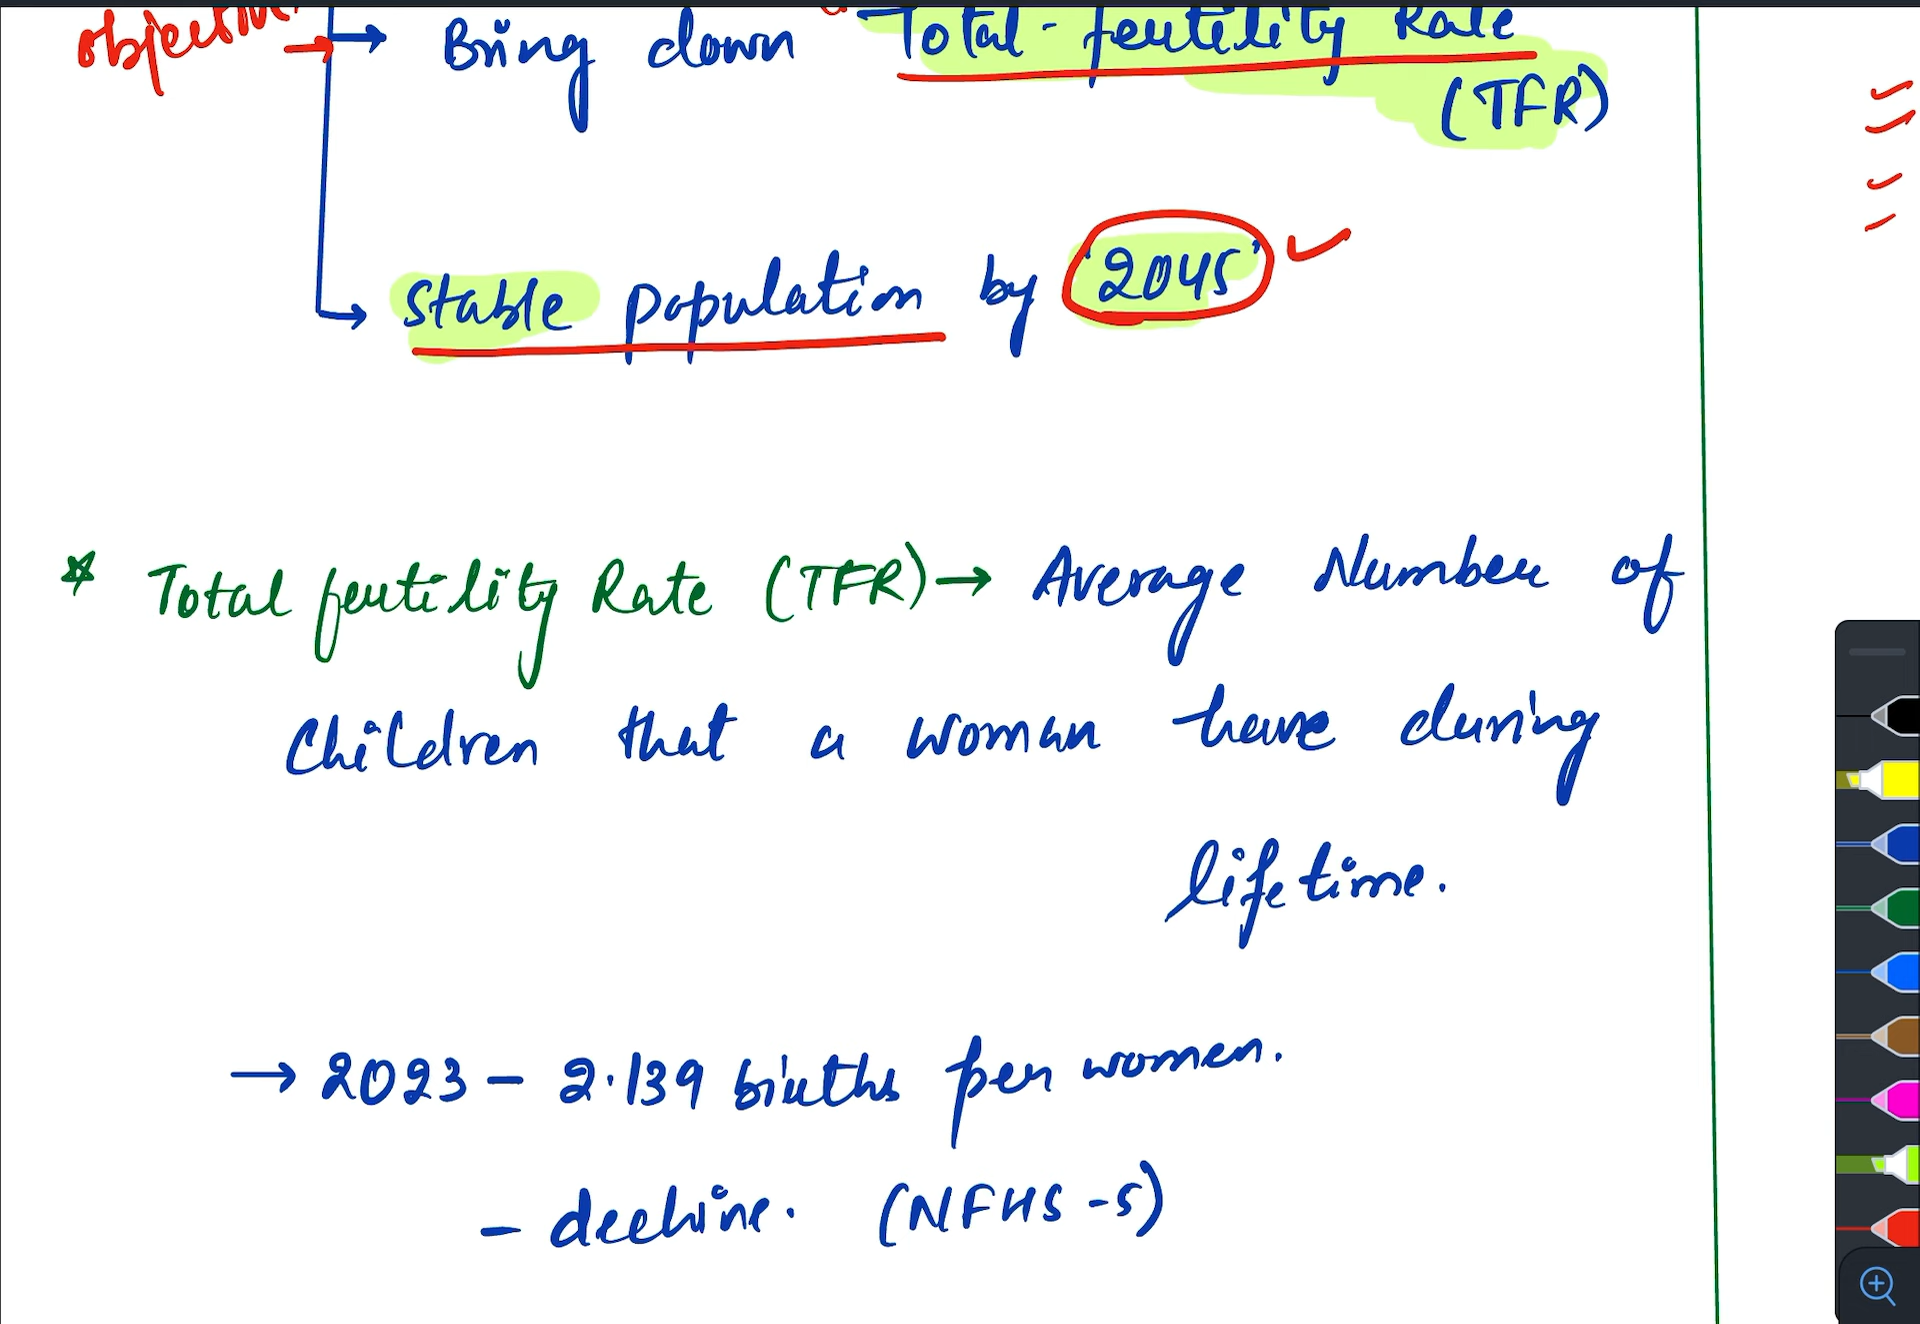 objective → Bring down Total-fertility Rate
(TFR)
→ Stable population by '2045'
* Total fertility Rate (TFR) → Average Number of
Children that a woman have during
lifetime.
→ 2023 – 2.139 births per women.
– decline. (NFHS-5)